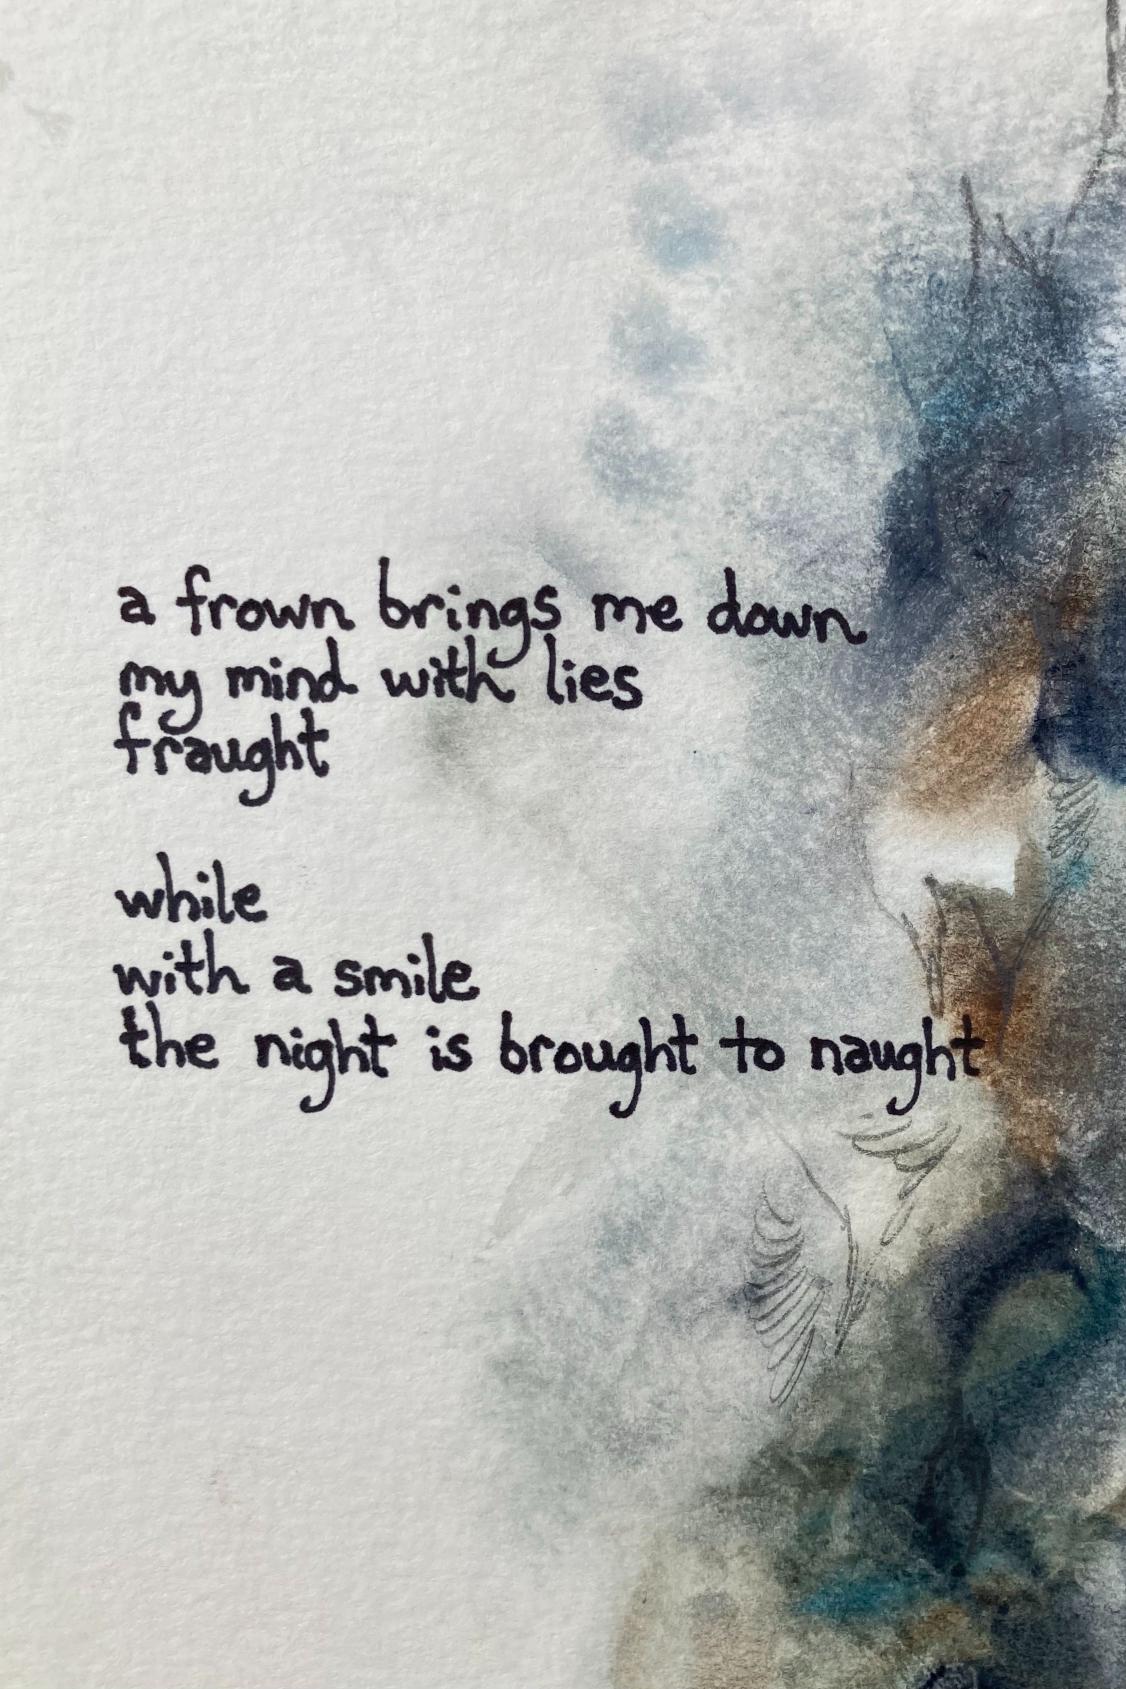 a frown brings me down
my mind with lies
fraught
while
with a smile
the night is brought to naught